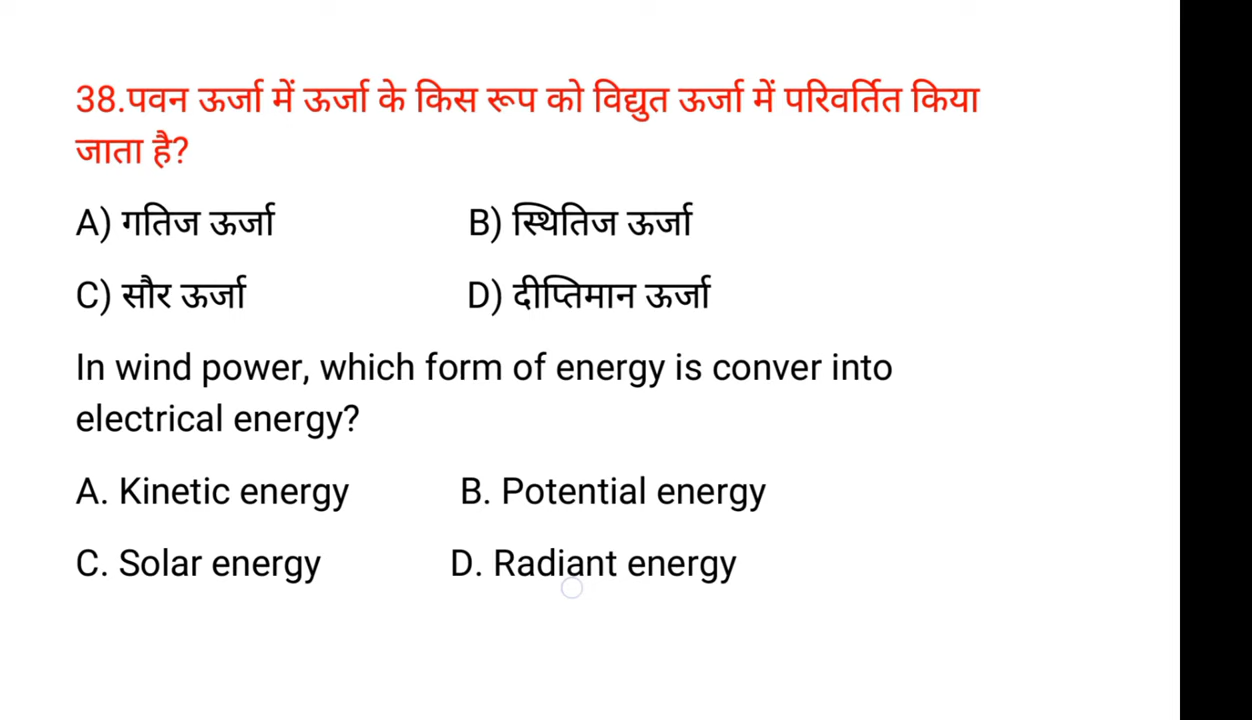 38.पवन ऊर्जा में ऊर्जा के किस रूप को विद्युत ऊर्जा में परिवर्तित किया
जाता है?
A) गतिज ऊर्जा B) स्थितिज ऊर्जा
C) सौर ऊर्जा D) दीप्तिमान ऊर्जा
In wind power, which form of energy is conver into
electrical energy?
A. Kinetic energy B. Potential energy
C. Solar energy D. Radiant energy